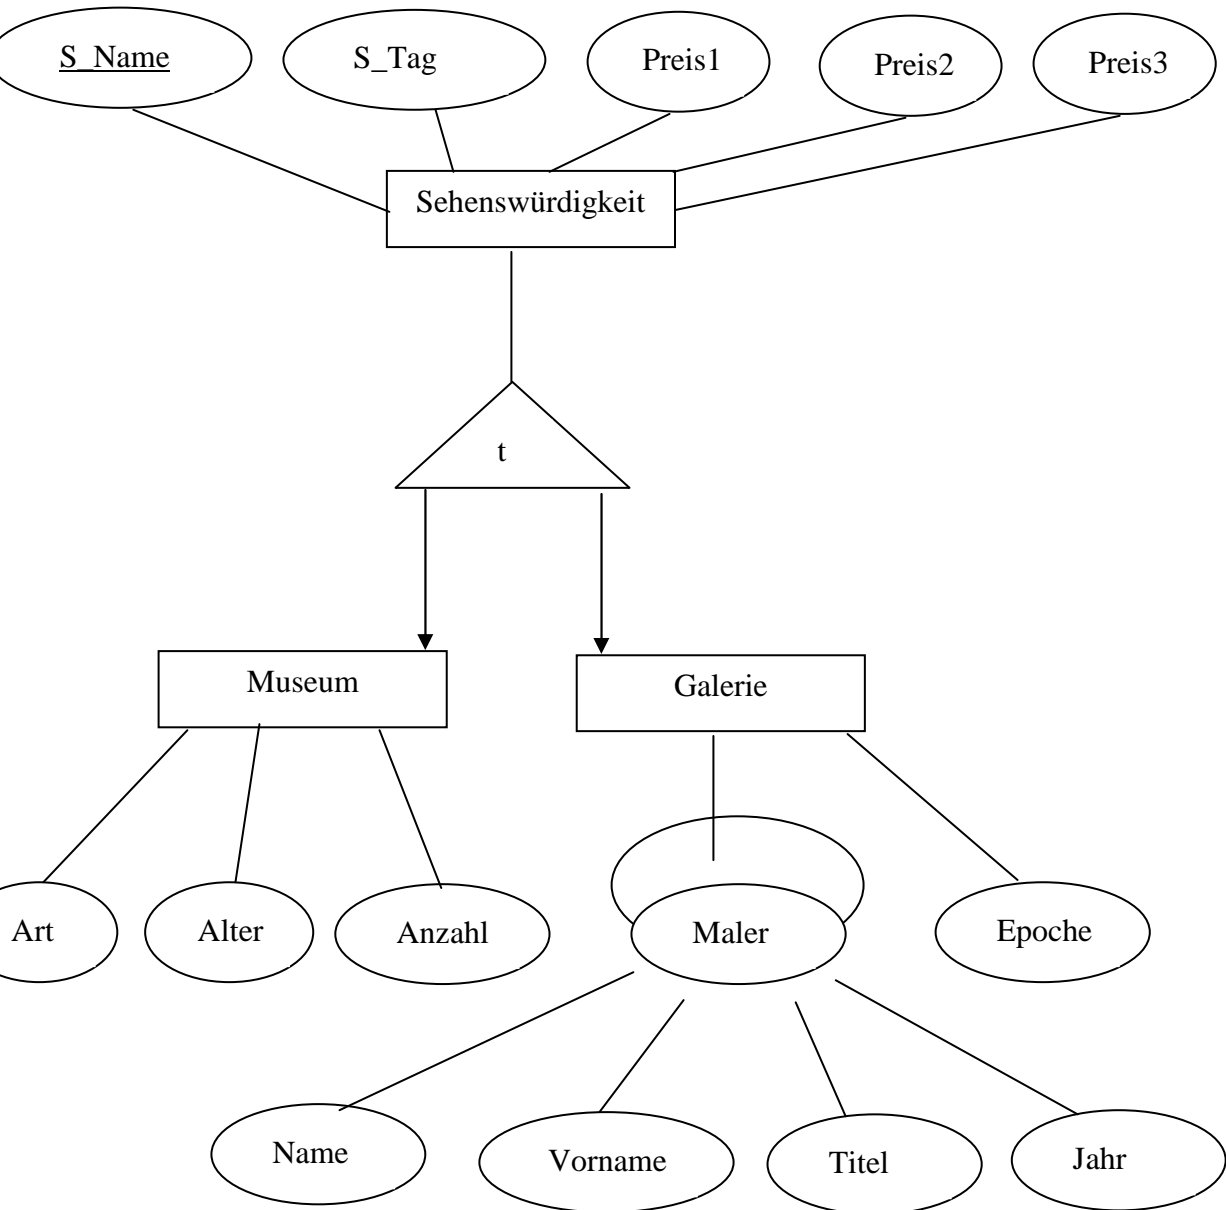 S_Name
S_Tag
Preis1
Preis2
Preis3
Sehenswürdigkeit
t
Museum
Galerie
Art
Alter
Anzahl
Maler
Epoche
Name
Vorname
Titel
Jahr